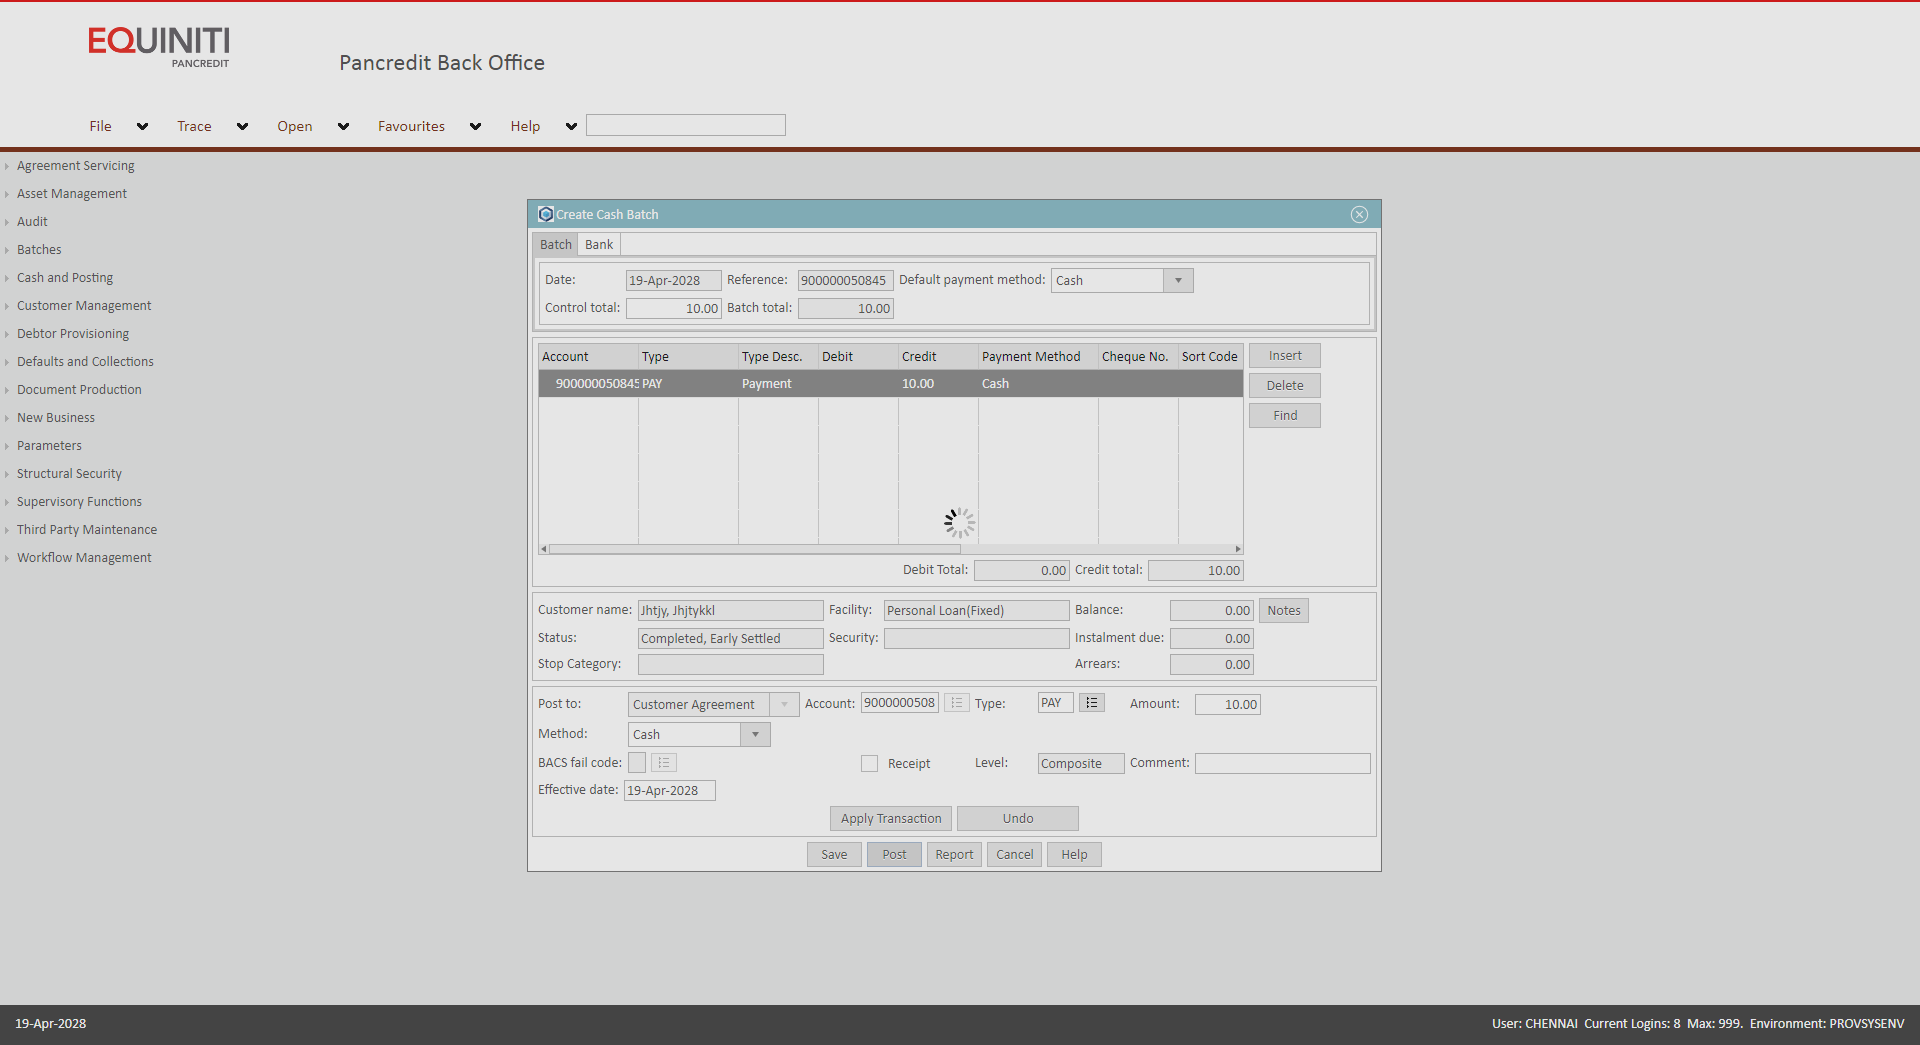 EQUINITI
PANCREDIT
Pancredit Back Office
File Trace Open Favourites Help
Agreement Servicing
Asset Management
Audit
Batches
Cash and Posting
Customer Management
Debtor Provisioning
Defaults and Collections
Document Production
New Business
Parameters
Structural Security
Supervisory Functions
Third Party Maintenance
Workflow Management
Create Cash Batch
Batch Bank
Date: 19-Apr-2028 Reference: 900000050845 Default payment method: Cash
Control total: 10.00 Batch total: 10.00
Account Type Type Desc. Debit Credit Payment Method Cheque No. Sort Code
900000050845 PAY Payment 10.00 Cash
Insert
Delete
Find
Debit Total: 0.00 Credit total: 10.00
Customer name: Jhtjy, Jhjtykkl Facility: Personal Loan(Fixed) Balance: 0.00 Notes
Status: Completed, Early Settled Security: Instalment due: 0.00
Stop Category: Arrears: 0.00
Post to: Customer Agreement Account: 9000000508 Type: PAY Amount: 10.00
Method: Cash
BACS fail code: Receipt Level: Composite Comment:
Effective date: 19-Apr-2028
Apply Transaction Undo
Save Post Report Cancel Help
19-Apr-2028 User: CHENNAI Current Logins: 8 Max: 999. Environment: PROVSYSENV